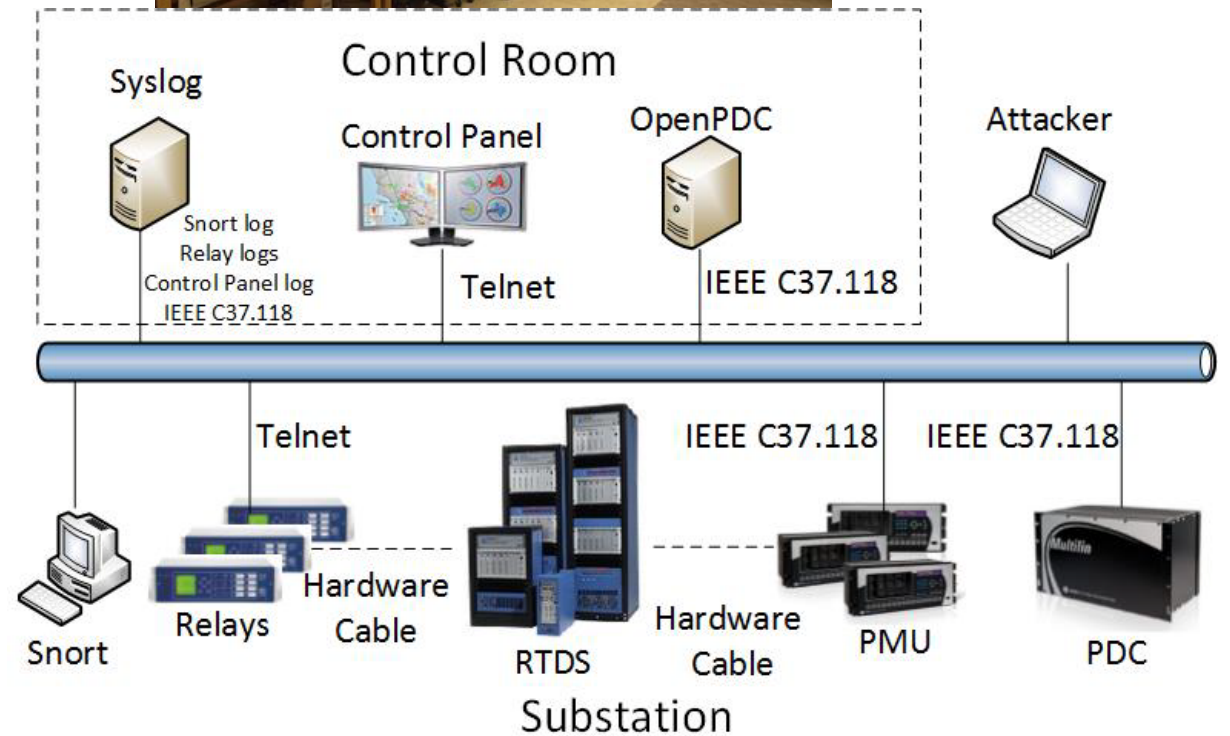 Control Room
Syslog
Control Panel
OpenPDC
Attacker
Snort log
Relay logs
Control Panel log
IEEE C37.118
Telnet
IEEE C37.118
Telnet
IEEE C37.118
IEEE C37.118
Multilin
Snort
Relays
Hardware
Cable
RTDS
Hardware
Cable
PMU
PDC
Substation